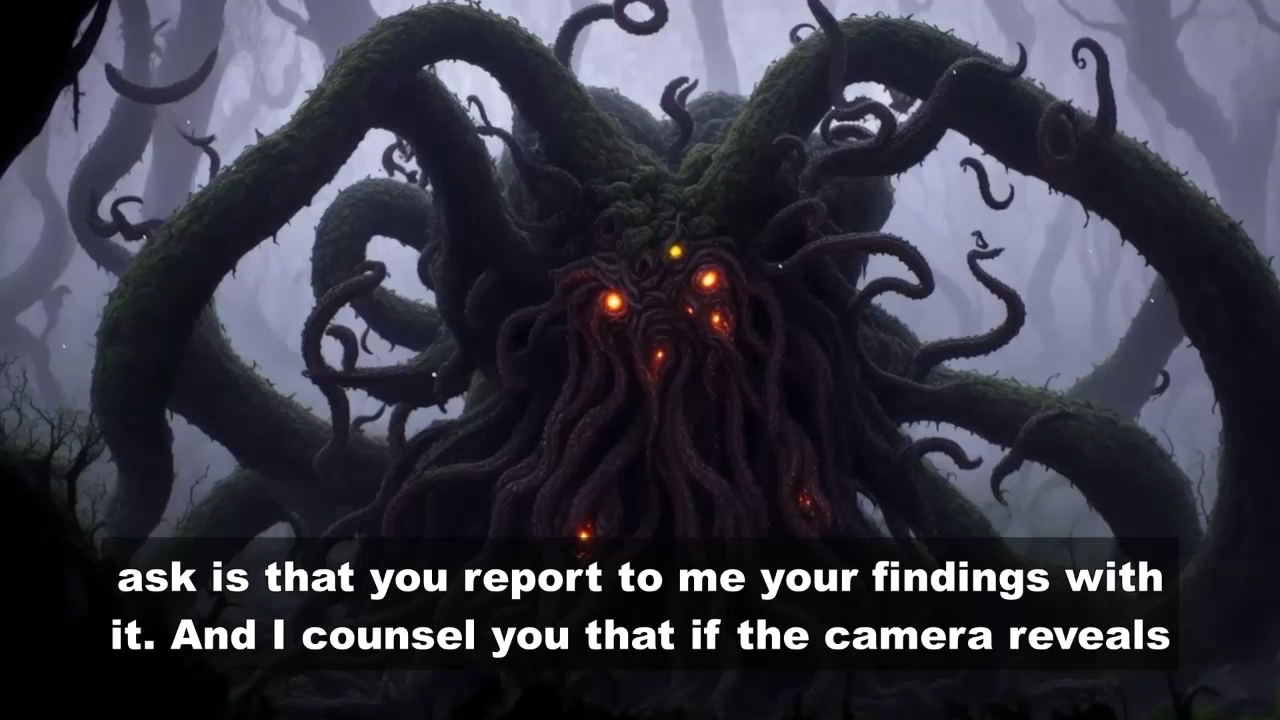 ask is that you report to me your findings with
it. And I counsel you that if the camera reveals